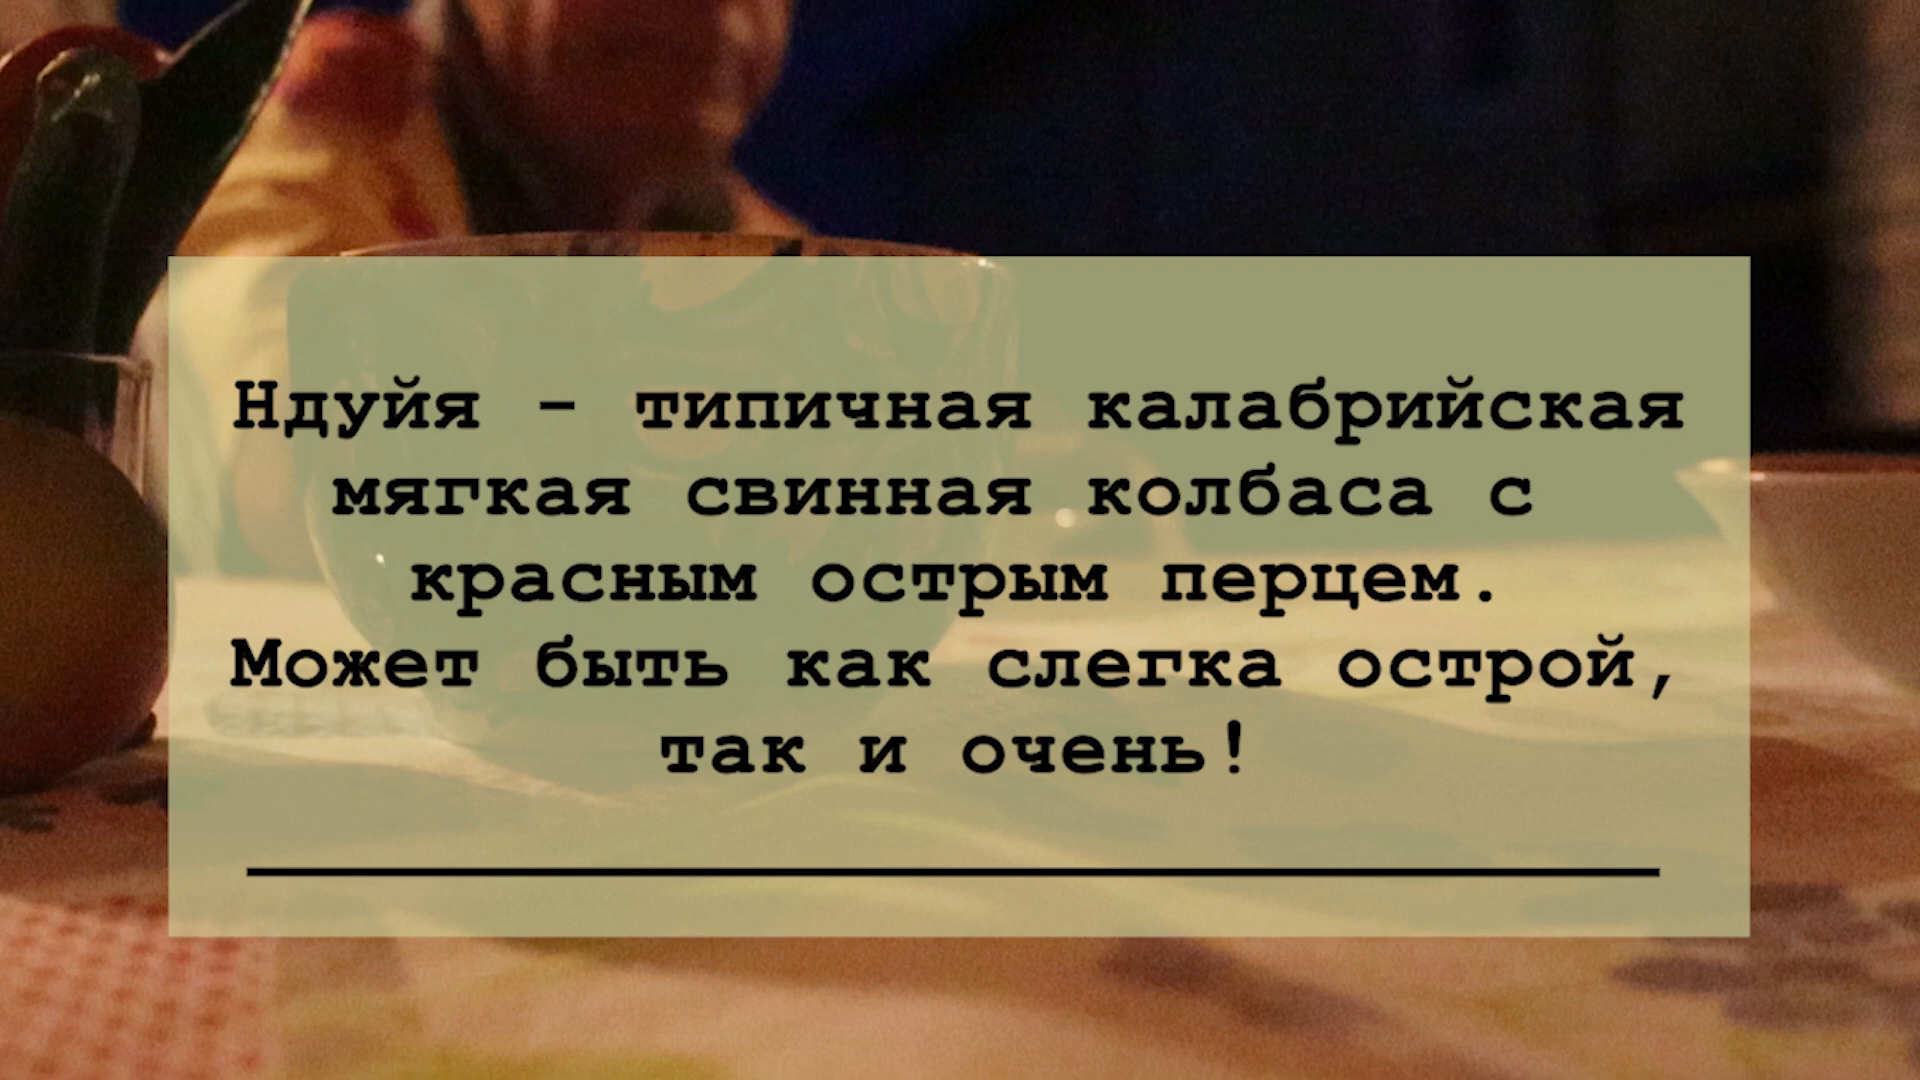 Ндуйя - типичная калабрийская
мягкая свинная колбаса с
красным острым перцем.
Может быть как слегка острой,
так и очень!